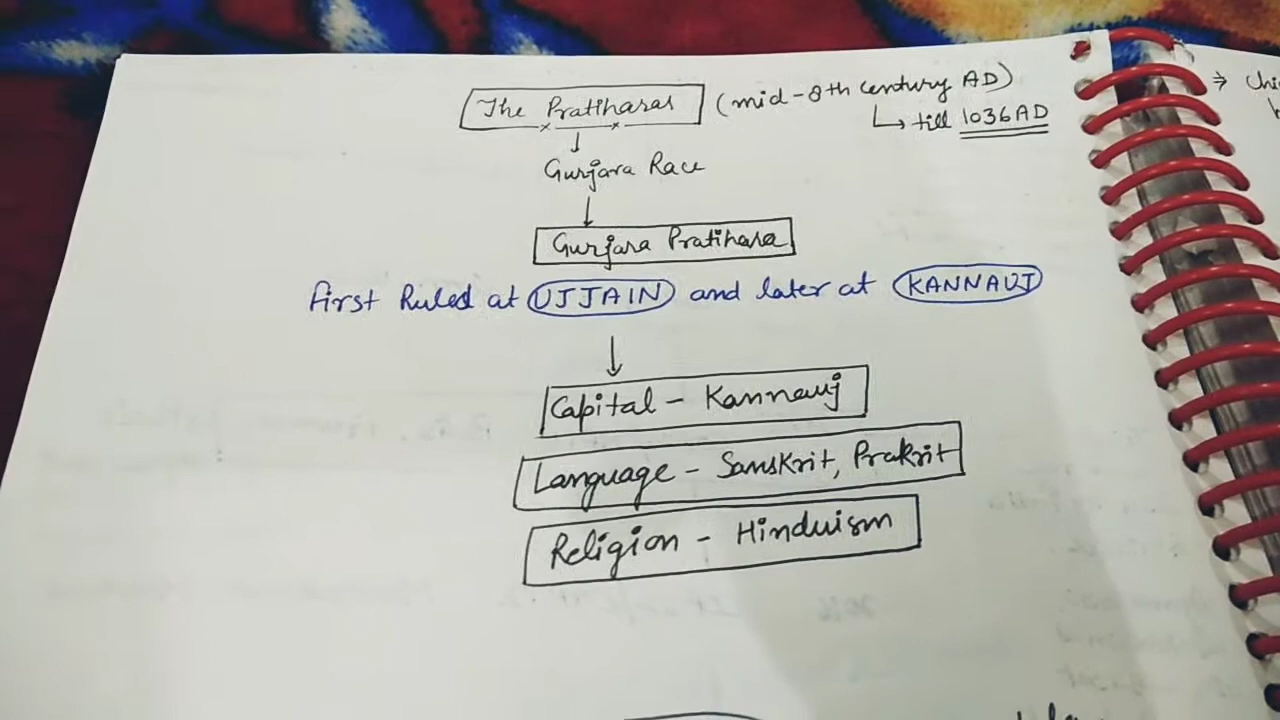 The Pratiharas (mid-8th century AD)
↳ till 1036AD
↓
Gurjara Race
↓
Gurjara Pratihara
First Ruled at UJJAIN and later at KANNAUJ
↓
Capital - Kannauj
Language - Sanskrit, Prakrit
Religion - Hinduism